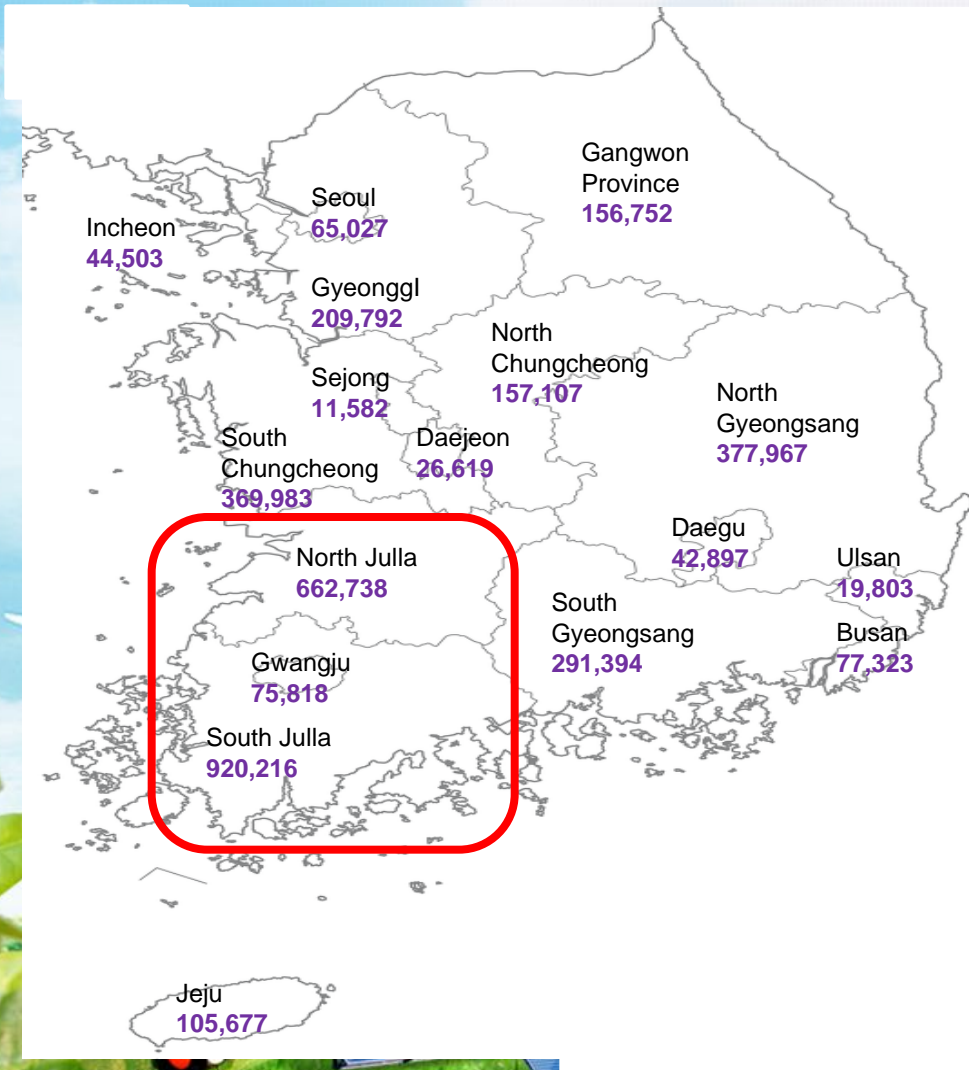 Gangwon
Province
156,752
Seoul
65,027
Incheon
44,503
Gyeonggl
209,792
North
Chungcheong
157,107
Sejong
11,582
North
Gyeongsang
377,967
South
Chungcheong
369,983
Daejeon
26,619
Daegu
42,897
Ulsan
19,803
North Julla
662,738
South
Gyeongsang
291,394
Busan
77,323
Gwangju
75,818
South Julla
920,216
Jeju
105,677